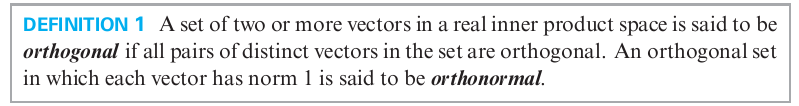 DEFINITION 1 A set of two or more vectors in a real inner product space is said to be
orthogonal if all pairs of distinct vectors in the set are orthogonal. An orthogonal set
in which each vector has norm 1 is said to be orthonormal.